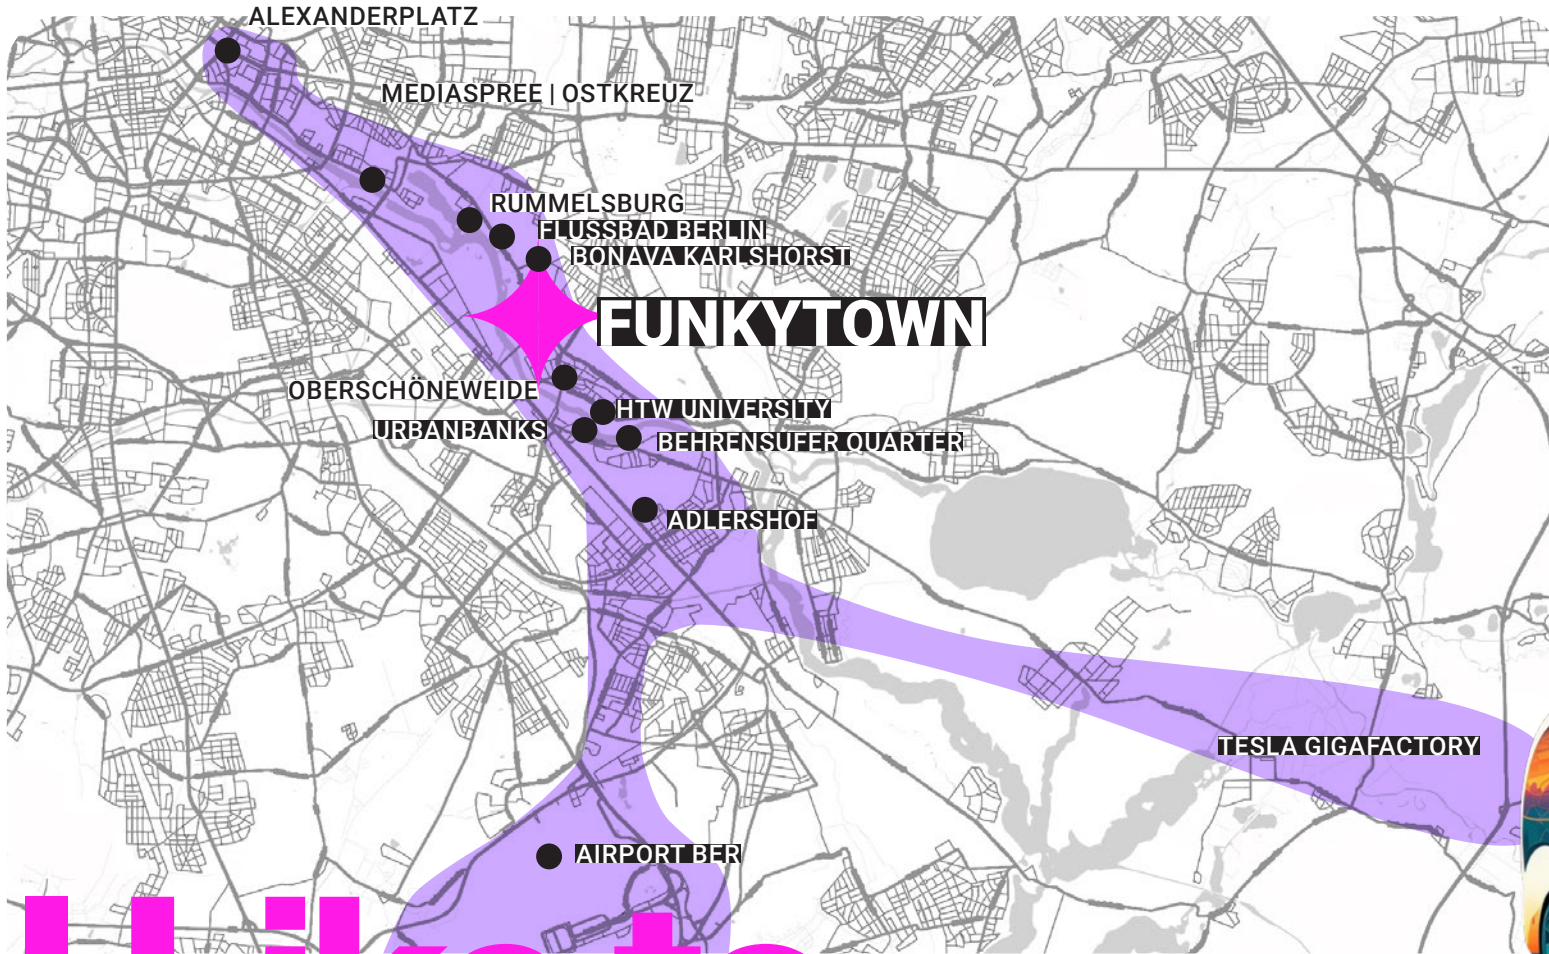 ALEXANDERPLATZ
MEDIASPREE | OSTKREUZ
RUMMELSBURG
FLUSSBAD BERLIN
BONAVA KARLSHORST
FUNKYTOWN
OBERSCHÖNEWEIDE
HTW UNIVERSITY
URBANBANKS
BEHRENSUFER QUARTER
ADLERSHOF
TESLA GIGAFACTORY
AIRPORT BER